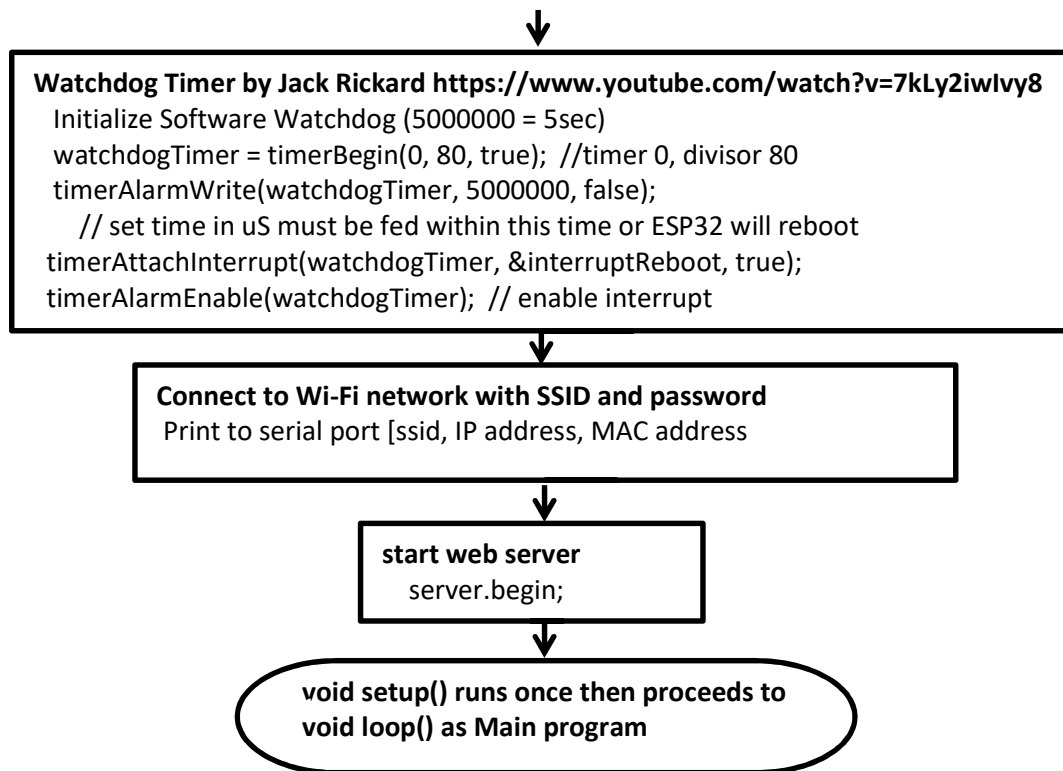 Watchdog Timer by Jack Rickard https://www.youtube.com/watch?v=7kLy2iwIvy8
Initialize Software Watchdog (5000000 = 5sec)
watchdogTimer = timerBegin(0, 80, true);  //timer 0, divisor 80
timerAlarmWrite(watchdogTimer, 5000000, false);
// set time in uS must be fed within this time or ESP32 will reboot
timerAttachInterrupt(watchdogTimer, &interruptReboot, true);
timerAlarmEnable(watchdogTimer);  // enable interrupt
Connect to Wi-Fi network with SSID and password
Print to serial port [ssid, IP address, MAC address
start web server
server.begin;
void setup() runs once then proceeds to
void loop() as Main program